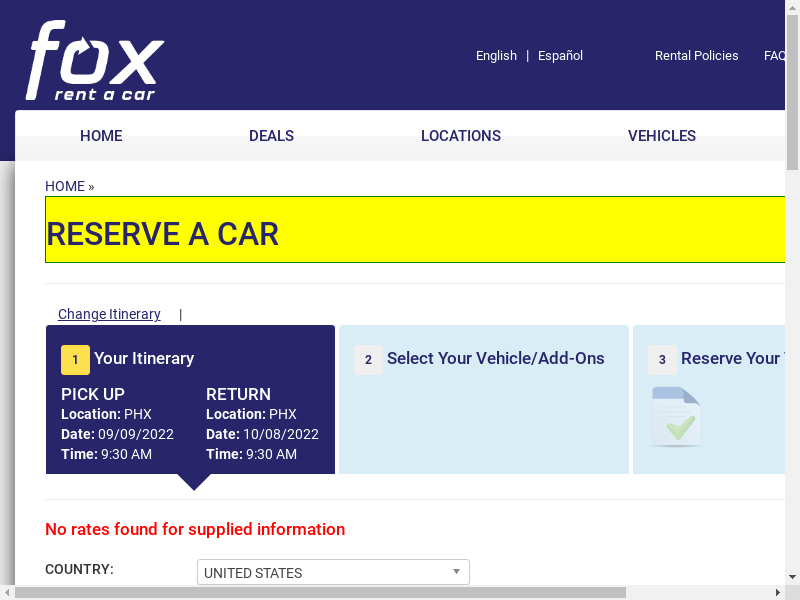 fox
rent a car
English | Español
Rental Policies
FAQ
HOME
DEALS
LOCATIONS
VEHICLES
HOME »
RESERVE A CAR
Change Itinerary |
1 Your Itinerary
PICK UP
Location: PHX
Date: 09/09/2022
Time: 9:30 AM
RETURN
Location: PHX
Date: 10/08/2022
Time: 9:30 AM
2 Select Your Vehicle/Add-Ons
3 Reserve Your
No rates found for supplied information
COUNTRY:
UNITED STATES